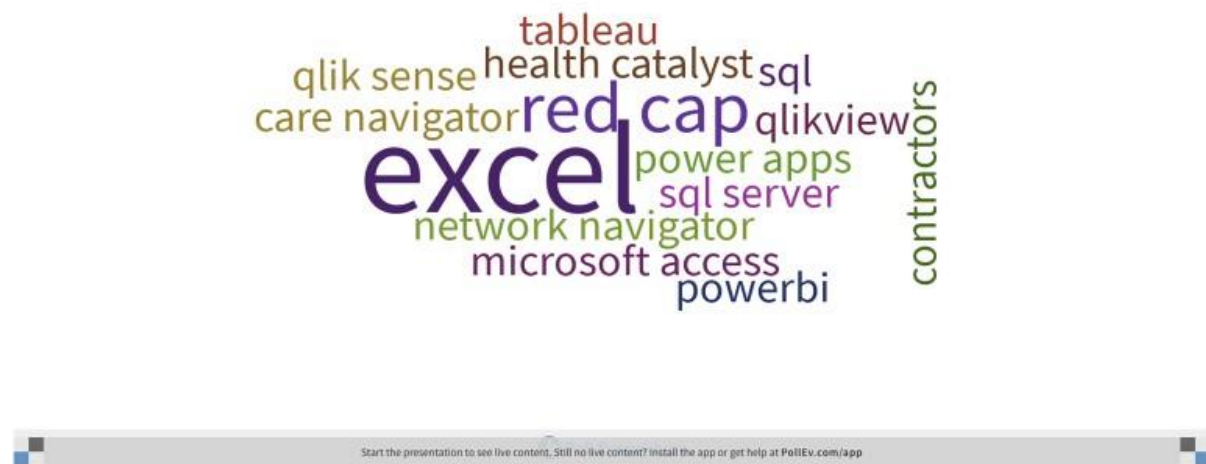 tableau
health catalyst
qlik sense
sql
care navigator
red cap
qlikview
contractors
excel
power apps
sql server
network navigator
microsoft access
powerbi
Start the presentation to see live content. Still no live content? Install the app or get help at PollEv.com/app